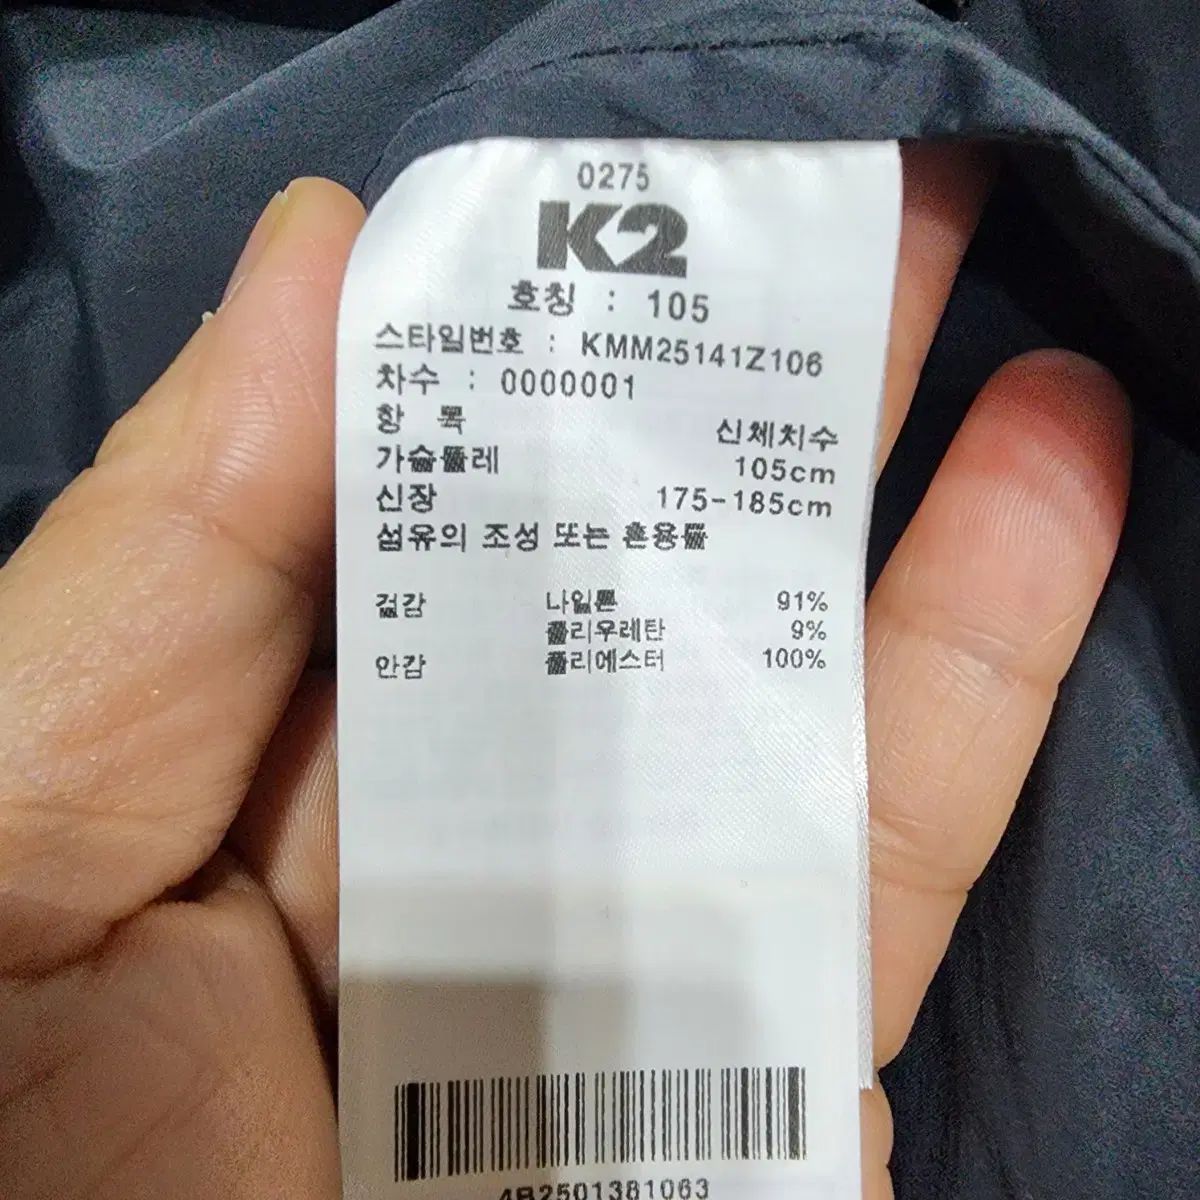 0275
K2
호칭 : 105
스타일번호 : KMM25141Z106
차수 : 0000001
항 목 신체치수
가슴둘레 105cm
신장 175-185cm
섬유의 조성 또는 혼용률
겉감 나일론 91%
폴리우레탄 9%
안감 폴리에스터 100%
4B2501381063